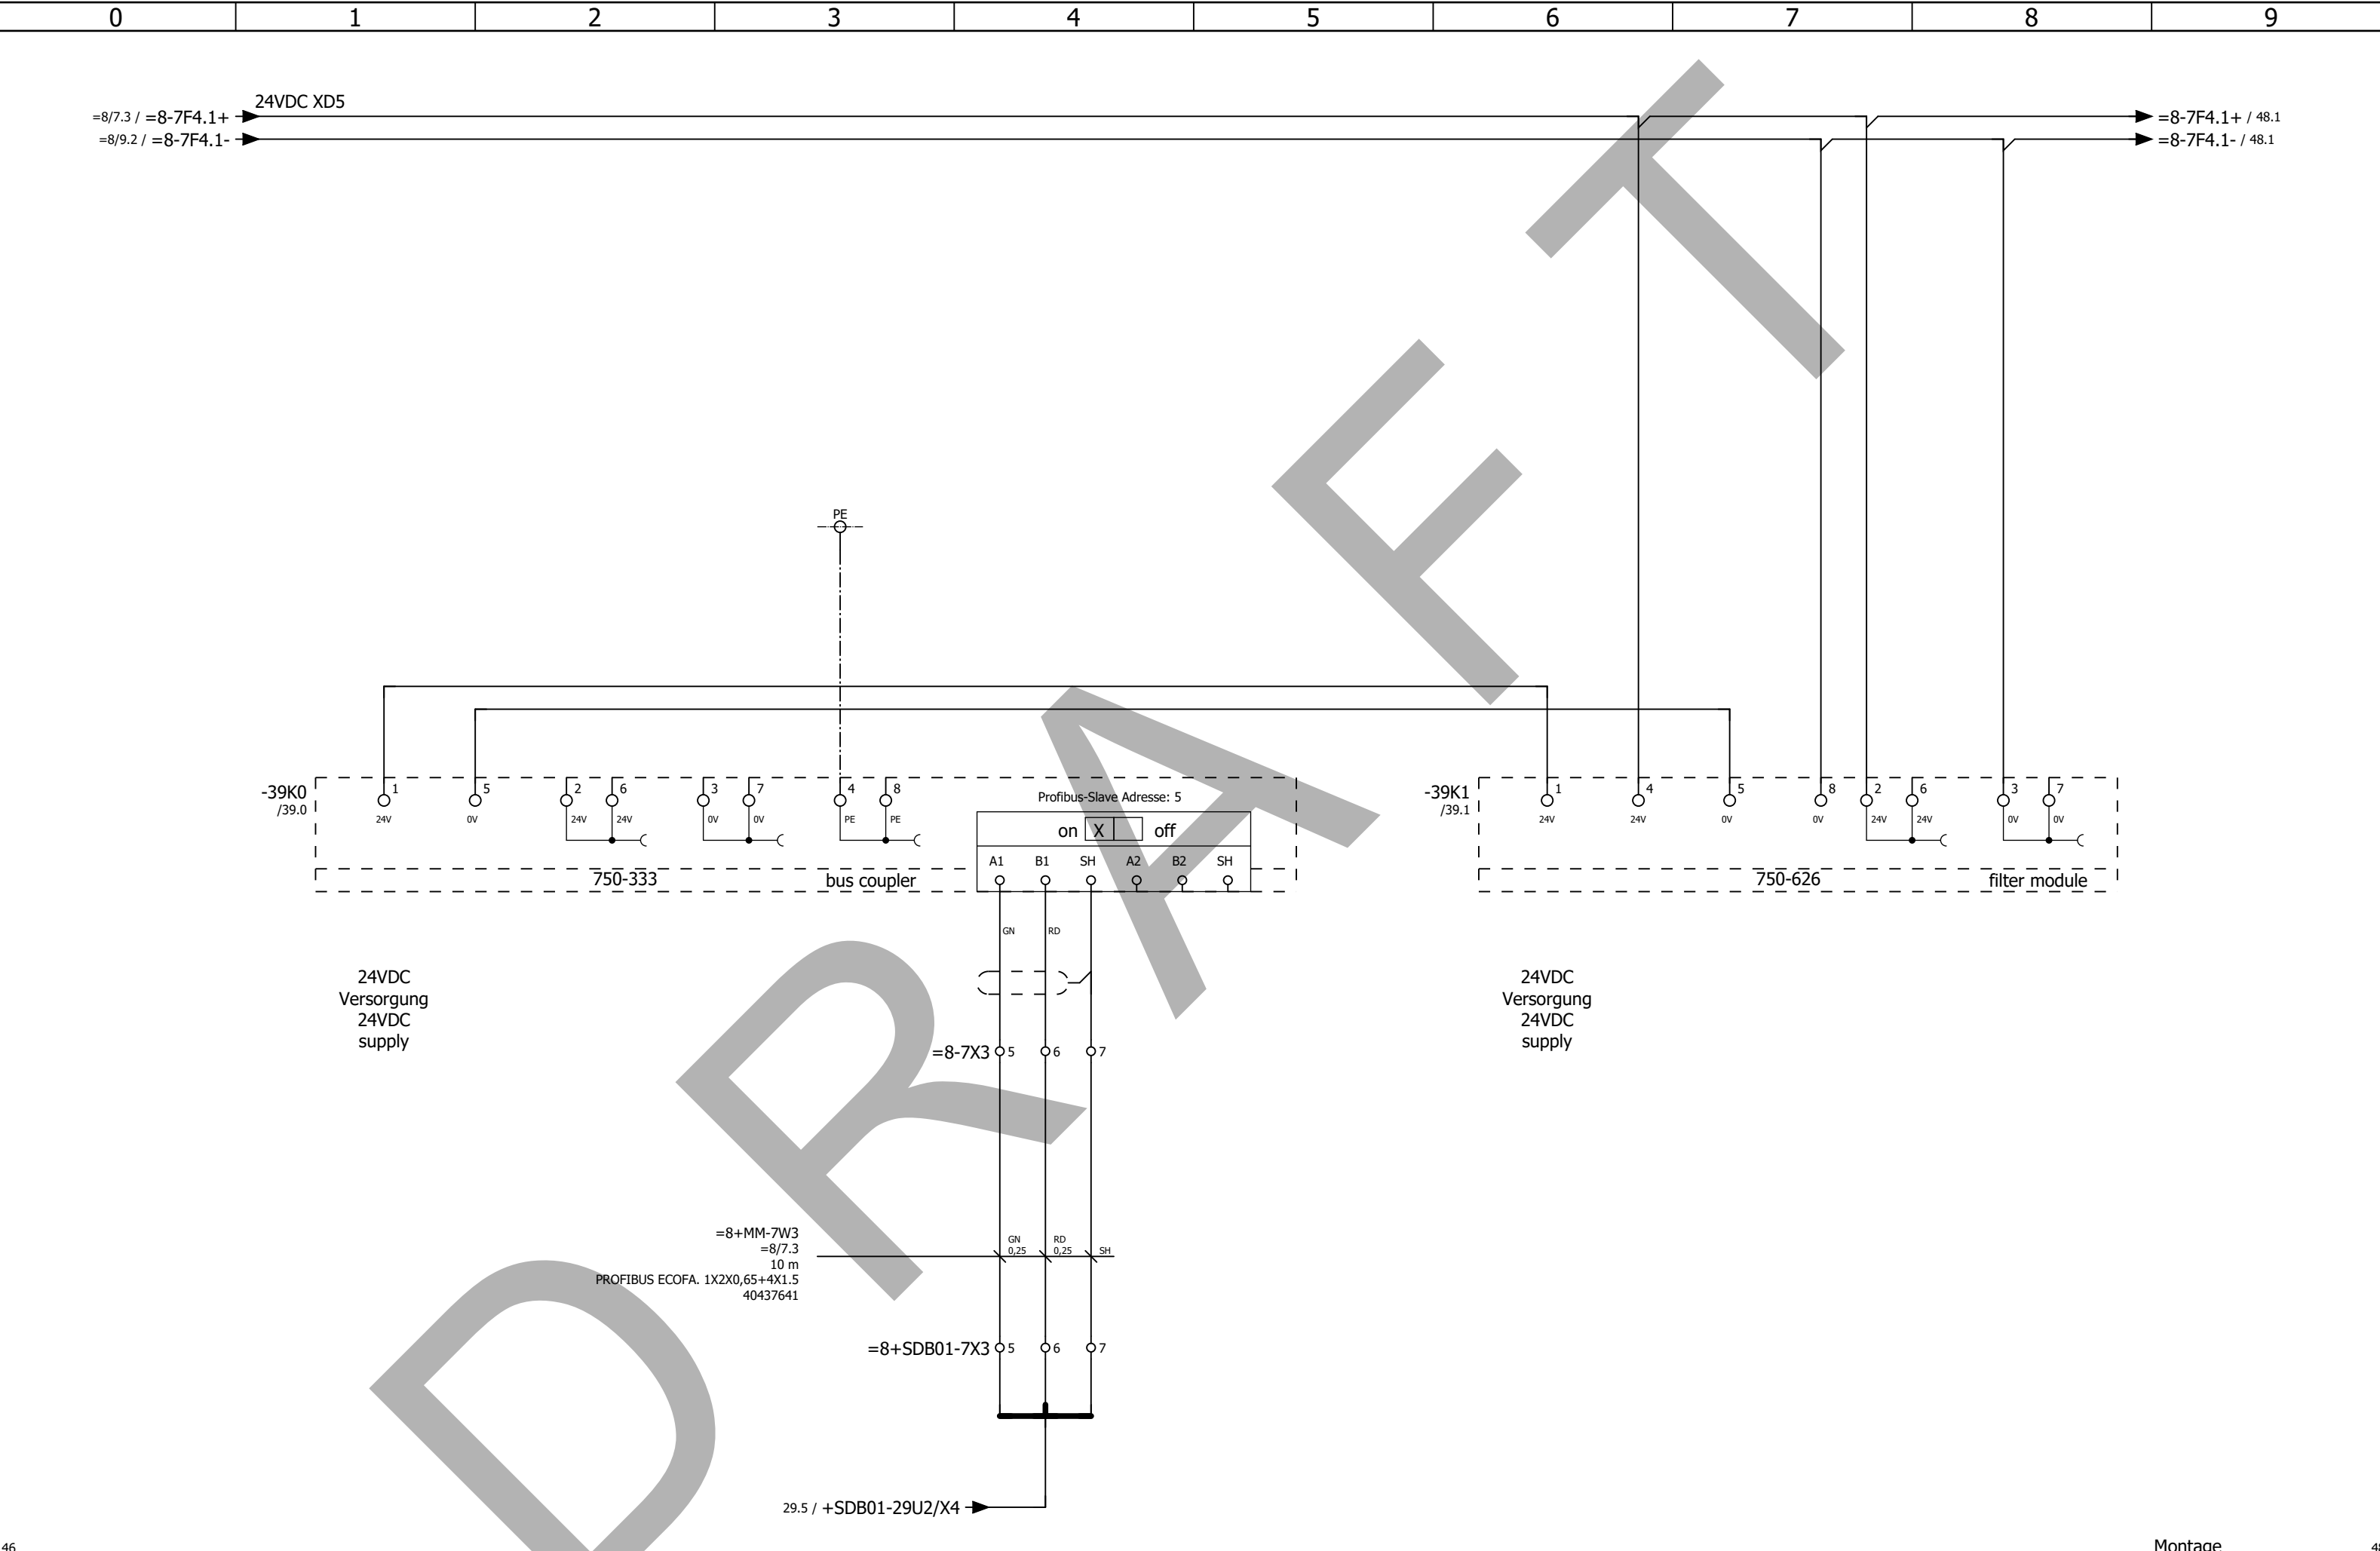 0 1 2 3 4 5 6 7 8 9
24VDC XD5
=8/7.3 / =8-7F4.1+
=8-7F4.1+ / 48.1
=8/9.2 / =8-7F4.1-
=8-7F4.1- / 48.1
PE
-39K0
/39.0
1 5 2 6 3 7 4 8
24V 0V 24V 24V 0V 0V PE PE
Profibus-Slave Adresse: 5
on X off
A1 B1 SH A2 B2 SH
750-333 bus coupler
-39K1
/39.1
1 4 5 8 2 6 3 7
24V 24V 0V 0V 24V 24V 0V 0V
750-626 filter module
GN RD
24VDC
Versorgung
24VDC
supply
24VDC
Versorgung
24VDC
supply
=8-7X3 5 6 7
=8+MM-7W3
=8/7.3
10 m
PROFIBUS ECOFA. 1X2X0,65+4X1.5
40437641
GN RD
0,25 0,25 SH
=8+SDB01-7X3 5 6 7
29.5 / +SDB01-29U2/X4
46
Montage
DRAFT